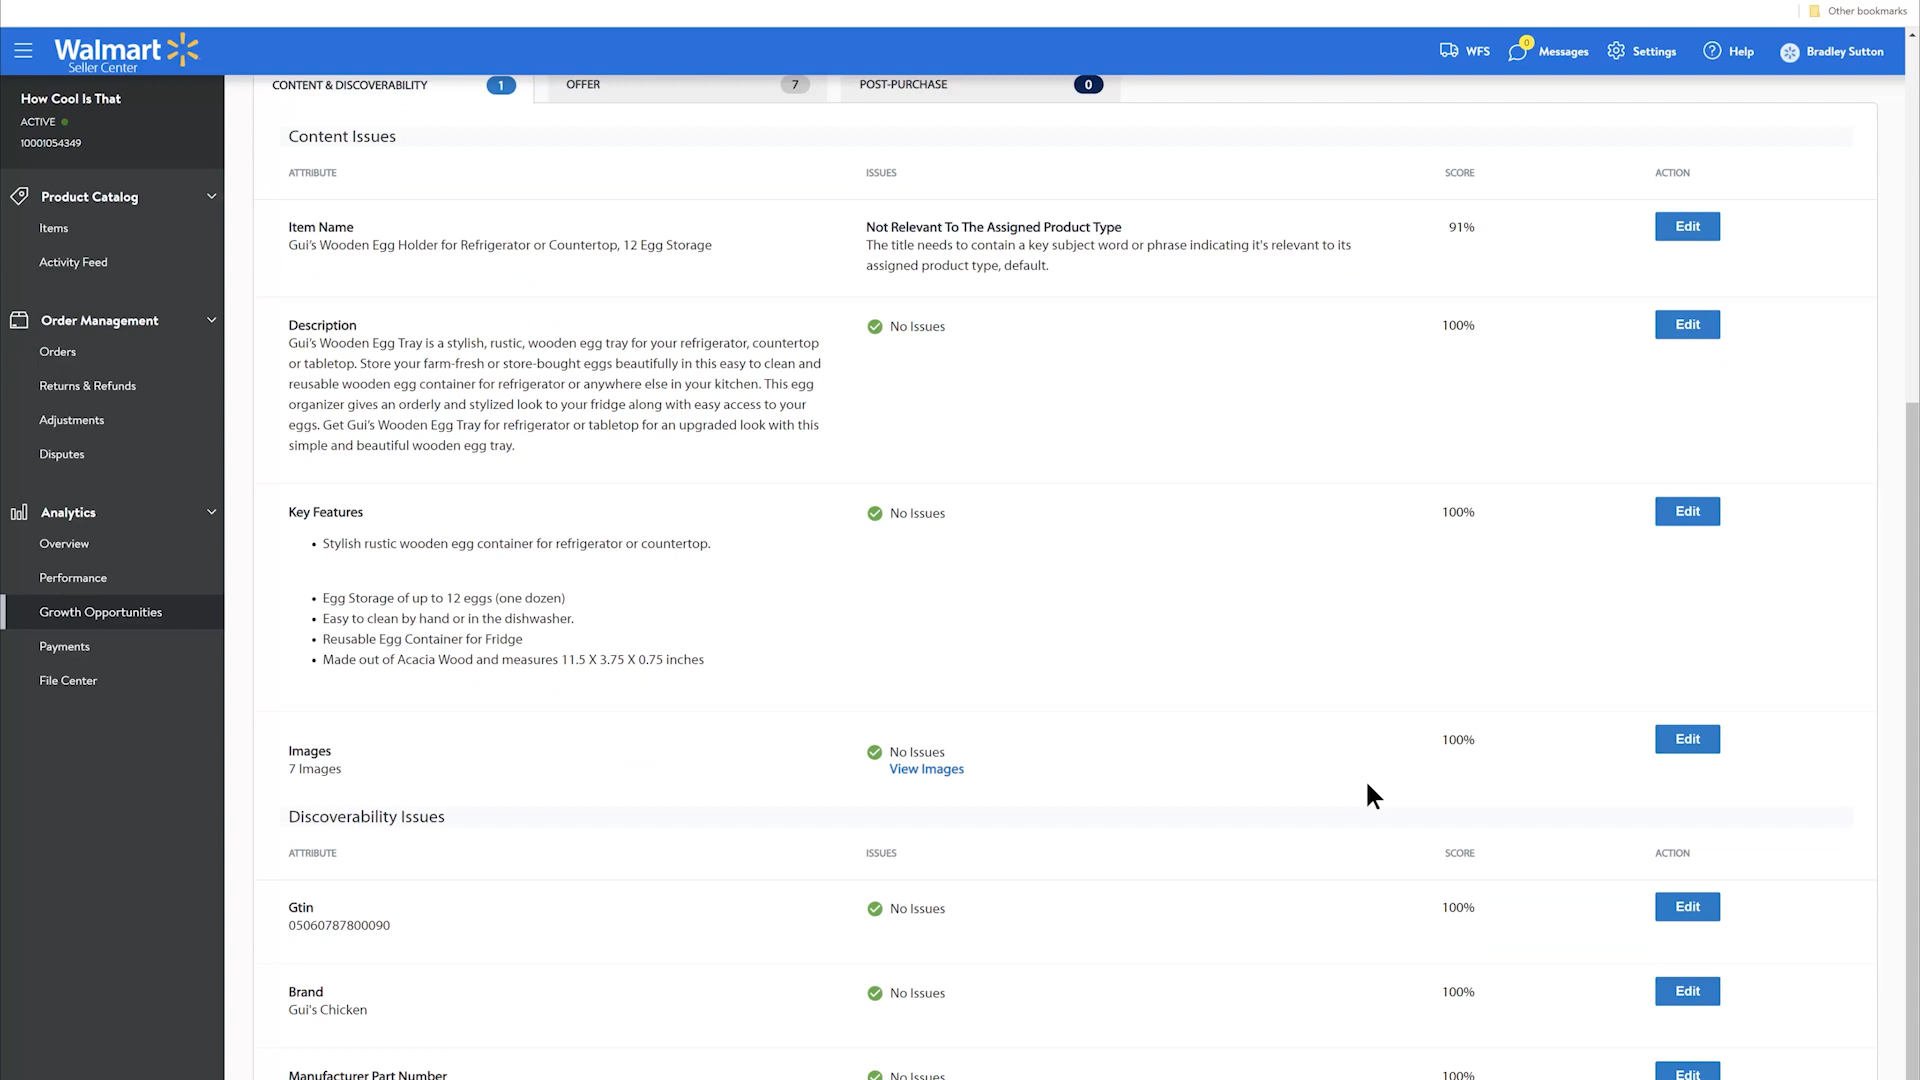 Other bookmarks
Walmart
Seller Center
WFS
0
Messages
Settings
Help
Bradley Sutton
How Cool Is That
ACTIVE
10001054349
Product Catalog
Items
Activity Feed
Order Management
Orders
Returns & Refunds
Adjustments
Disputes
Analytics
Overview
Performance
Growth Opportunities
Payments
File Center
CONTENT & DISCOVERABILITY 1
OFFER 7
POST-PURCHASE 0
Content Issues
ATTRIBUTE ISSUES SCORE ACTION
Item Name
Gui's Wooden Egg Holder for Refrigerator or Countertop, 12 Egg Storage
Not Relevant To The Assigned Product Type
The title needs to contain a key subject word or phrase indicating it's relevant to its
assigned product type, default.
91%
Edit
Description
Gui's Wooden Egg Tray is a stylish, rustic, wooden egg tray for your refrigerator, countertop
or tabletop. Store your farm-fresh or store-bought eggs beautifully in this easy to clean and
reusable wooden egg container for refrigerator or anywhere else in your kitchen. This egg
organizer gives an orderly and stylized look to your fridge along with easy access to your
eggs. Get Gui's Wooden Egg Tray for refrigerator or tabletop for an upgraded look with this
simple and beautiful wooden egg tray.
No Issues
100%
Edit
Key Features
• Stylish rustic wooden egg container for refrigerator or countertop.
• Egg Storage of up to 12 eggs (one dozen)
• Easy to clean by hand or in the dishwasher.
• Reusable Egg Container for Fridge
• Made out of Acacia Wood and measures 11.5 X 3.75 X 0.75 inches
No Issues
100%
Edit
Images
7 Images
No Issues
View Images
100%
Edit
Discoverability Issues
ATTRIBUTE ISSUES SCORE ACTION
Gtin
05060787800090
No Issues
100%
Edit
Brand
Gui's Chicken
No Issues
100%
Edit
Manufacturer Part Number
No Issues
100%
Edit